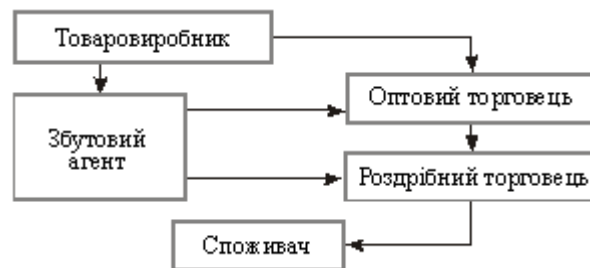 Товаровиробник
Оптовий торговець
Збутовий
агент
Роздрібний торговець
Споживач